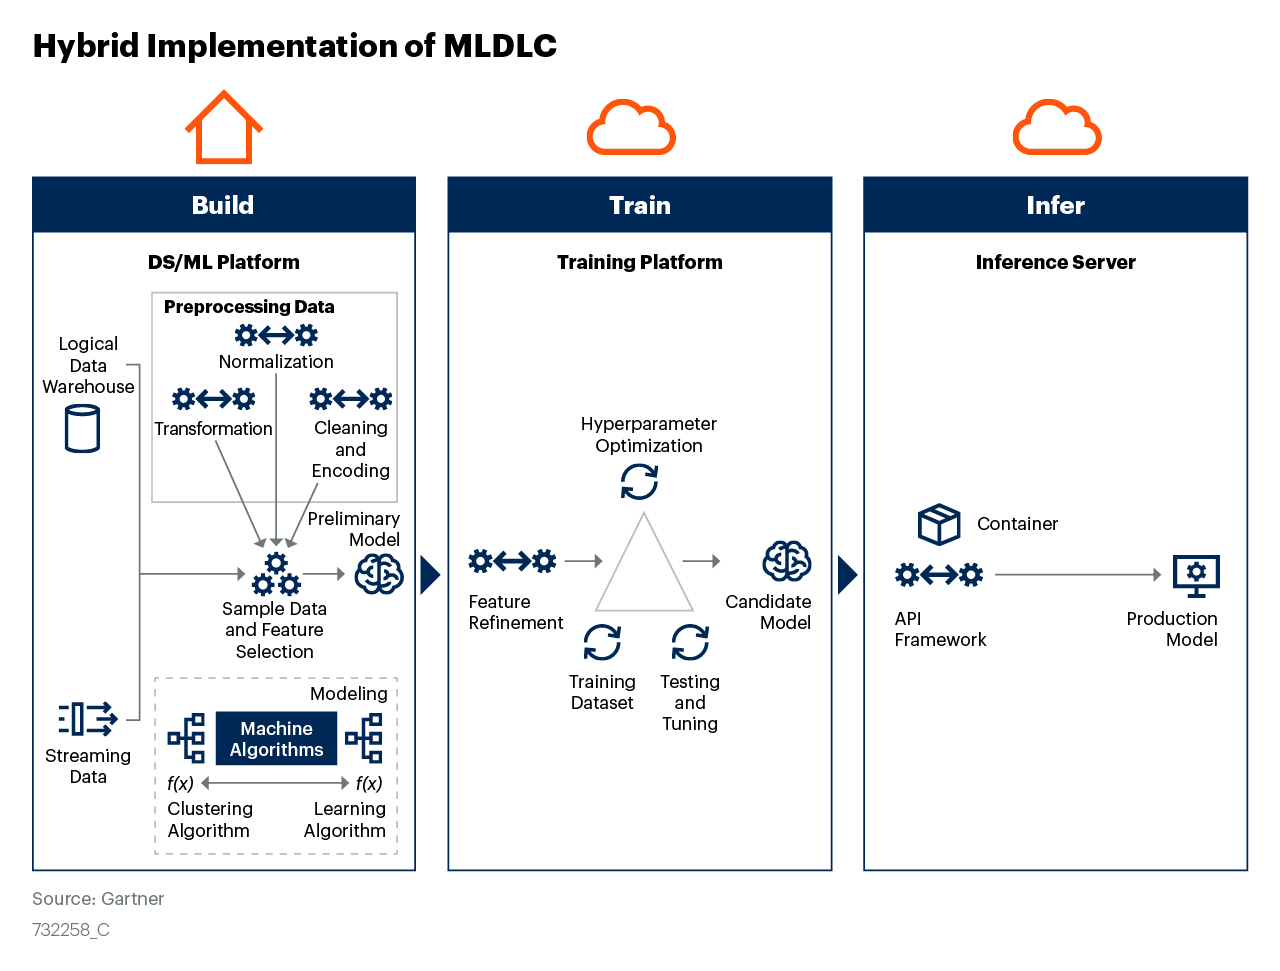 Hybrid Implementation of MLDLC
Build
DS/ML Platform
Preprocessing Data
Normalization
Transformation
Cleaning
and
Encoding
Logical
Data
Warehouse
Preliminary
Model
Sample Data
and Feature
Selection
Streaming
Data
Modeling
Machine
Algorithms
f(x)
f(x)
Clustering
Algorithm
Learning
Algorithm
Train
Training Platform
Hyperparameter
Optimization
Feature
Refinement
Candidate
Model
Training
Dataset
Testing
and
Tuning
Infer
Inference Server
Container
API
Framework
Production
Model
Source: Gartner
732258_C